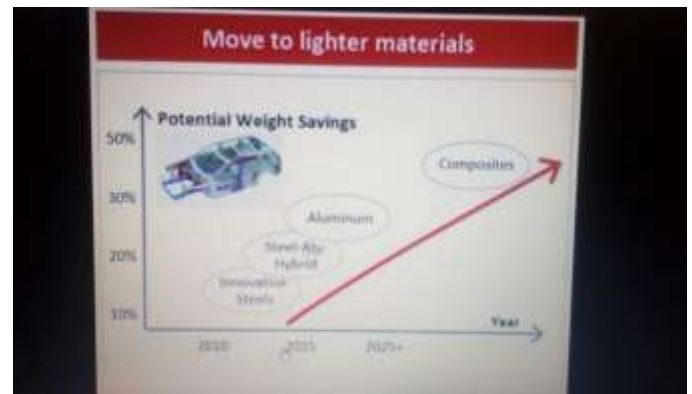 Move to lighter materials
Potential Weight Savings
50%
Composites
30%
Aluminum
20%
Steel-Alu
Hybrid
Innovative
Steels
10%
Year
2010
2015
2025+